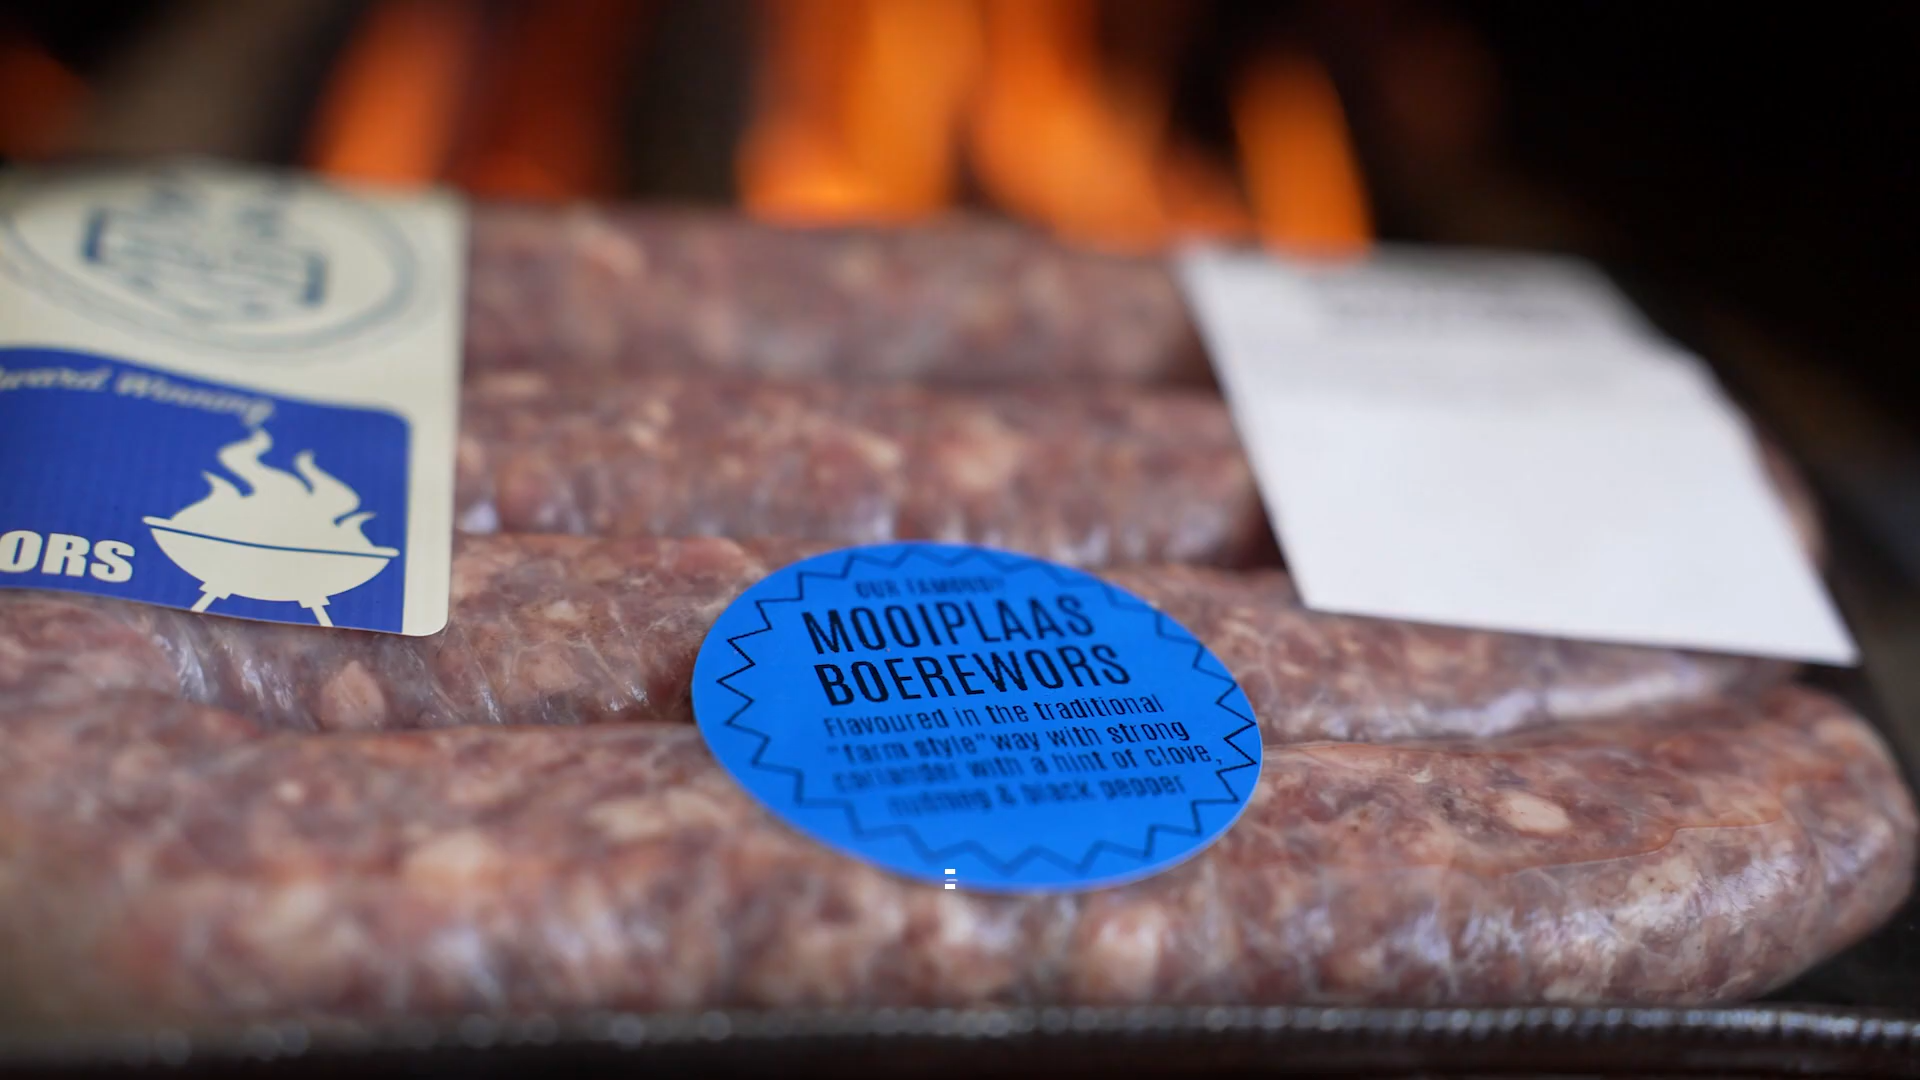 Award Winning
ORS
OUR FAMOUS!
MOOIPLAAS
BOEREWORS
Flavoured in the traditional
"farm style" way with strong
coriander with a hint of clove,
nutmeg & black pepper